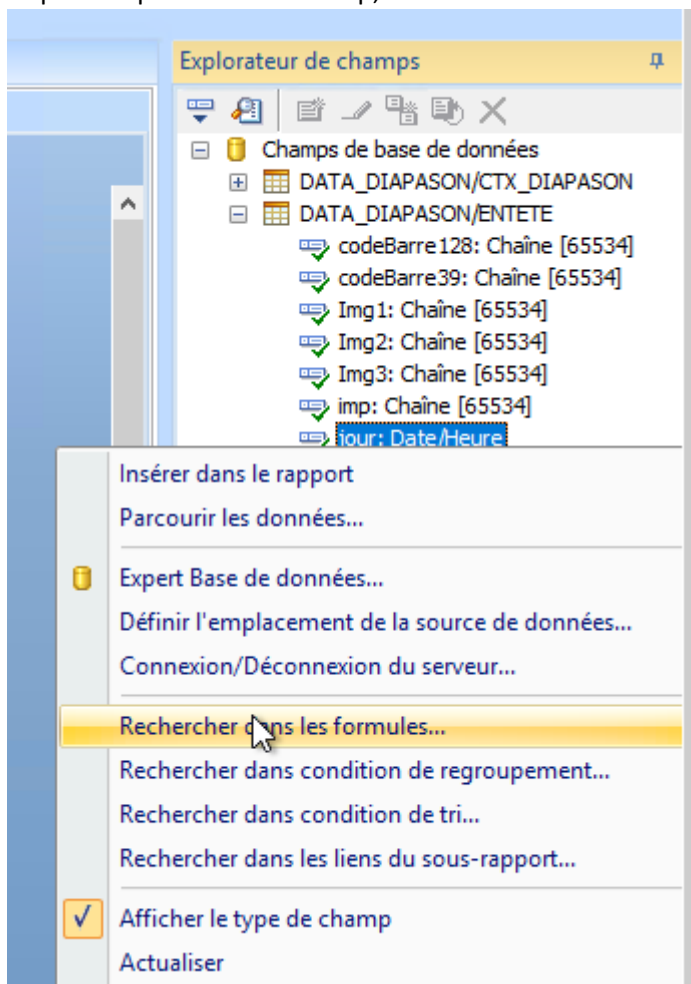 Explorateur de champs
Champs de base de données
DATA_DIAPASON/CTX_DIAPASON
DATA_DIAPASON/ENTETE
codeBarre128: Chaîne [65534]
codeBarre39: Chaîne [65534]
Img1: Chaîne [65534]
Img2: Chaîne [65534]
Img3: Chaîne [65534]
imp: Chaîne [65534]
jour: Date/Heure
Insérer dans le rapport
Parcourir les données...
Expert Base de données...
Définir l'emplacement de la source de données...
Connexion/Déconnexion du serveur...
Rechercher dans les formules...
Rechercher dans condition de regroupement...
Rechercher dans condition de tri...
Rechercher dans les liens du sous-rapport...
Afficher le type de champ
Actualiser